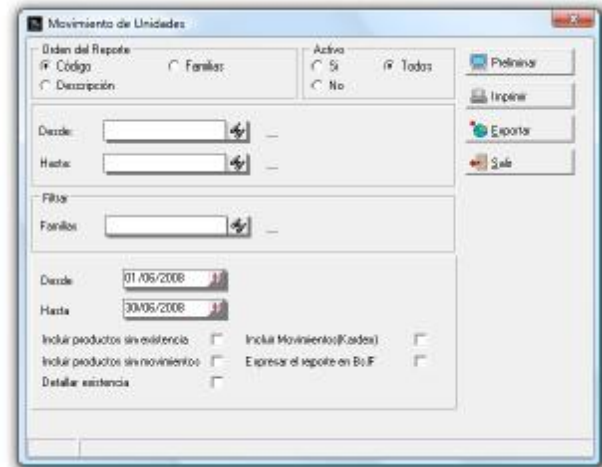 Movimiento de Unidades
Orden del Reporte
Código
Familias
Descripción
Activo
Si
Todos
No
Preliminar
Imprimir
Exportar
Salir
Desde:
Hasta:
Filtrar
Familias
Desde 01/06/2008
Hasta 30/06/2008
Incluir productos sin existencia
Incluir Movimientos(Kardex)
Incluir productos sin movimientos
Expresar el reporte en Bs.F
Detallar existencia